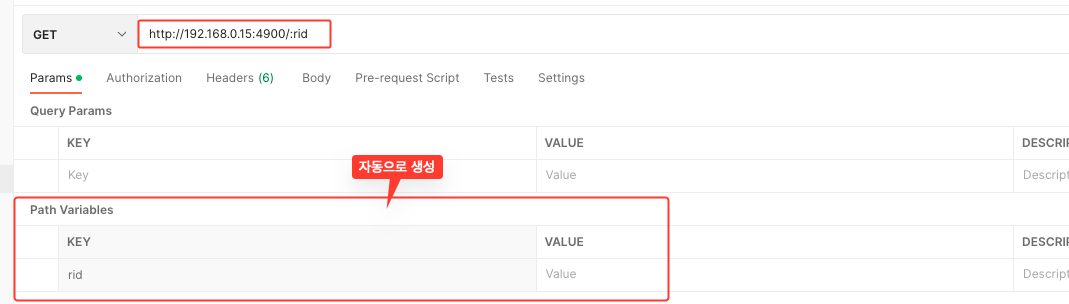 GET http://192.168.0.15:4900/:rid
Params Authorization Headers (6) Body Pre-request Script Tests Settings
Query Params
KEY VALUE DESCRIP
Key Value Descript
자동으로 생성
Path Variables
KEY VALUE DESCRIP
rid Value Descript